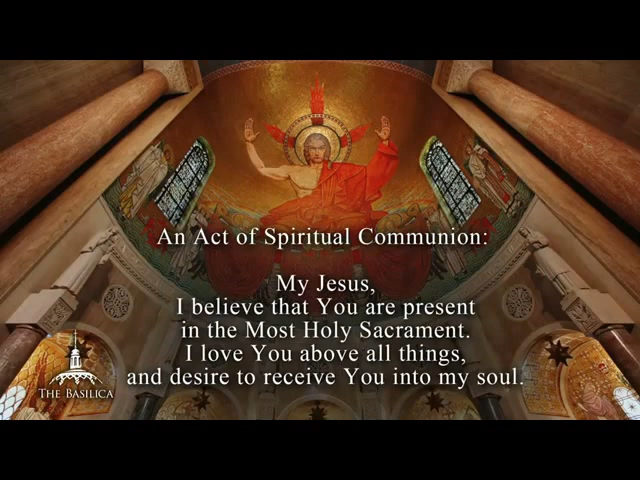 An Act of Spiritual Communion:
My Jesus,
I believe that You are present
in the Most Holy Sacrament.
I love You above all things,
and desire to receive You into my soul.
THE BASILICA